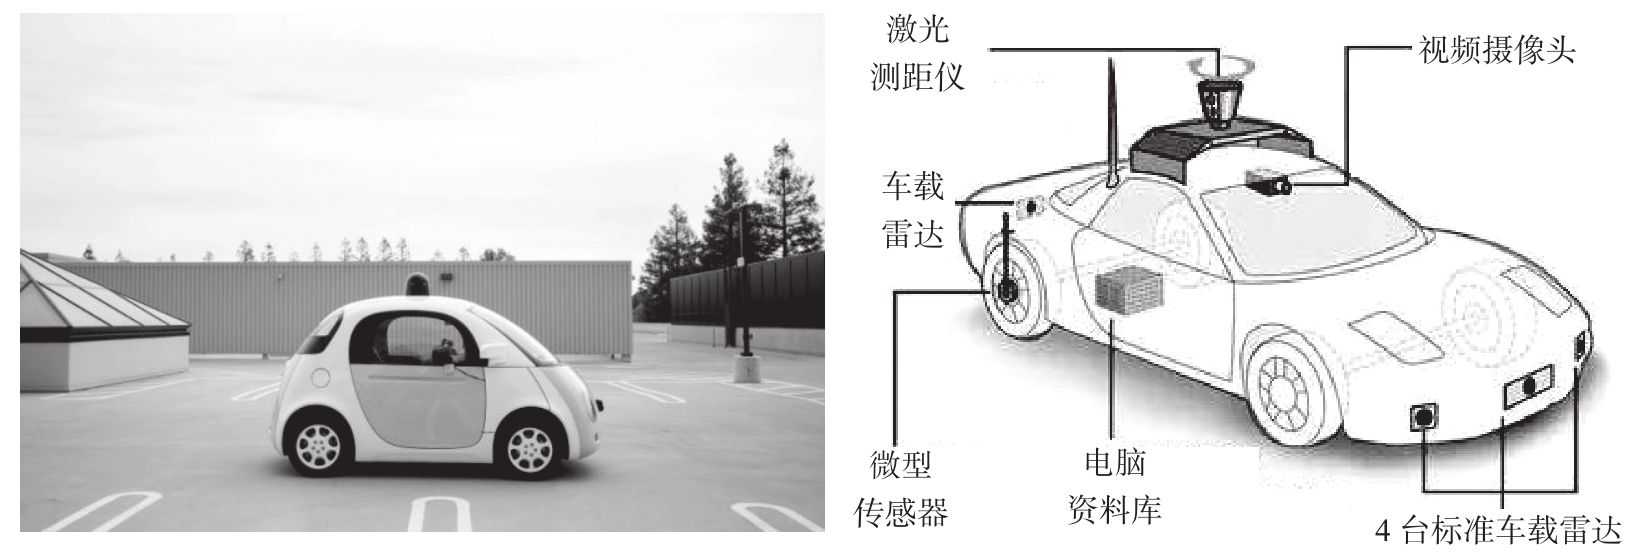 激光
测距仪
视频摄像头
车载
雷达
微型
传感器
电脑
资料库
4 台标准车载雷达